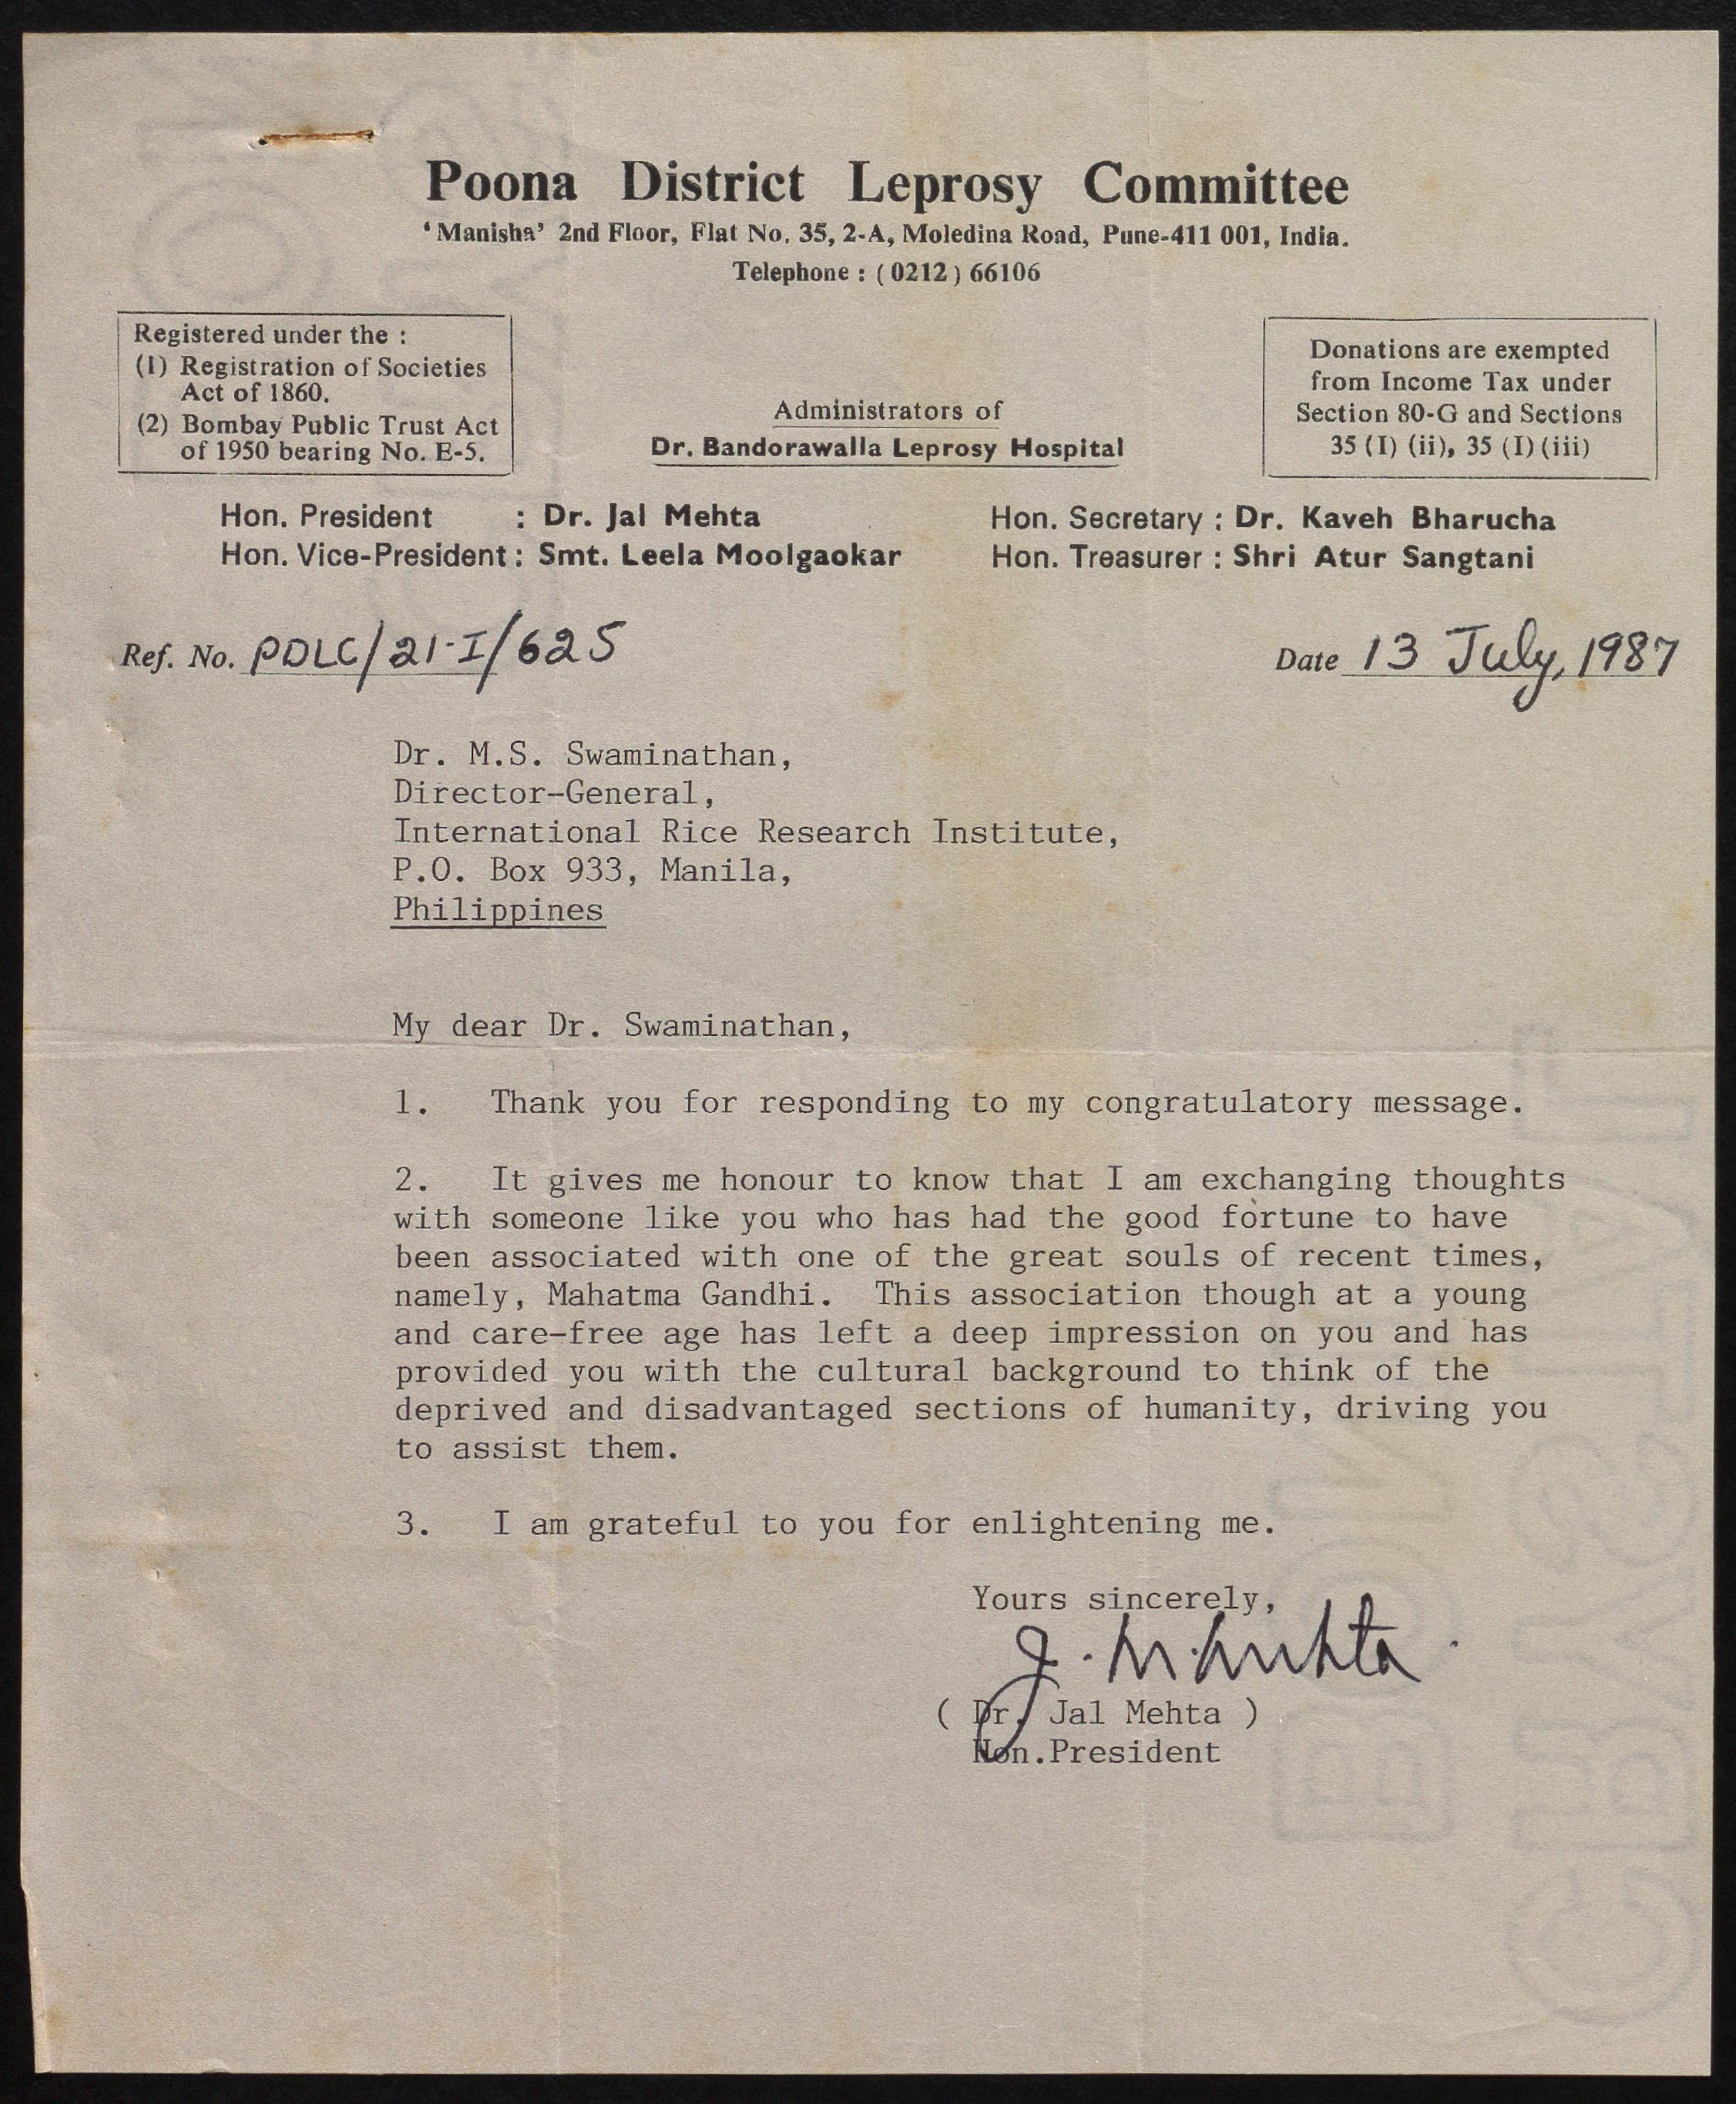 Poona District Leprosy Committee
‘Manisha’ 2nd Floor, Flat No. 35, 2-A, Moledina Road, Pune-411 001, India.
Telephone : ( 0212 ) 66106
Registered under the :
(1) Registration of Societies
Act of 1860.
(2) Bombay Public Trust Act
of 1950 bearing No. E-5.
Administrators of
Dr. Bandorawalla Leprosy Hospital
Donations are exempted
from Income Tax under
Section 80-G and Sections
35 (I) (ii), 35 (I) (iii)
Hon. President : Dr. Jal Mehta
Hon. Vice-President : Smt. Leela Moolgaokar
Hon. Secretary : Dr. Kaveh Bharucha
Hon. Treasurer : Shri Atur Sangtani
Ref. No. PDLC/21-I/625
Date 13 July, 1987
Dr. M.S. Swaminathan,
Director-General,
International Rice Research Institute,
P.O. Box 933, Manila,
Philippines
My dear Dr. Swaminathan,
1. Thank you for responding to my congratulatory message.
2. It gives me honour to know that I am exchanging thoughts
with someone like you who has had the good fortune to have
been associated with one of the great souls of recent times,
namely, Mahatma Gandhi. This association though at a young
and care-free age has left a deep impression on you and has
provided you with the cultural background to think of the
deprived and disadvantaged sections of humanity, driving you
to assist them.
3. I am grateful to you for enlightening me.
Yours sincerely,
J. M. Mehta
( Dr. Jal Mehta )
Hon.President